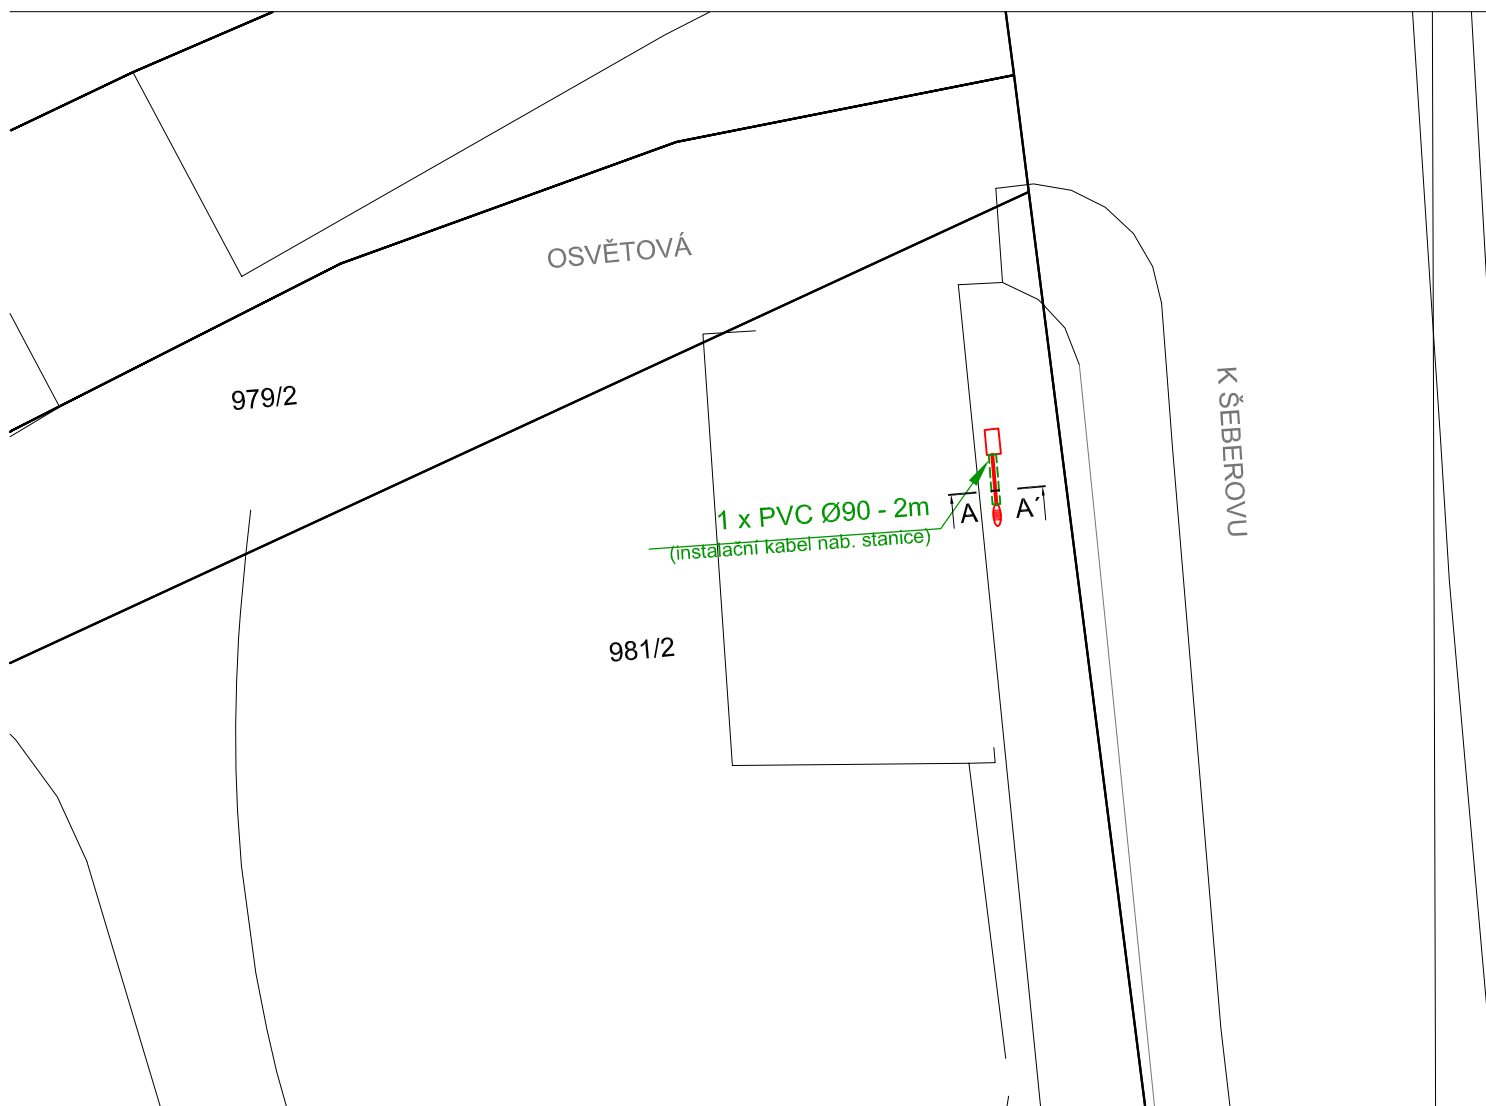 OSVĚTOVÁ
979/2
K ŠEBEROVU
1 x PVC Ø90 - 2m
(instalační kabel nab. stanice)
A
A´
981/2